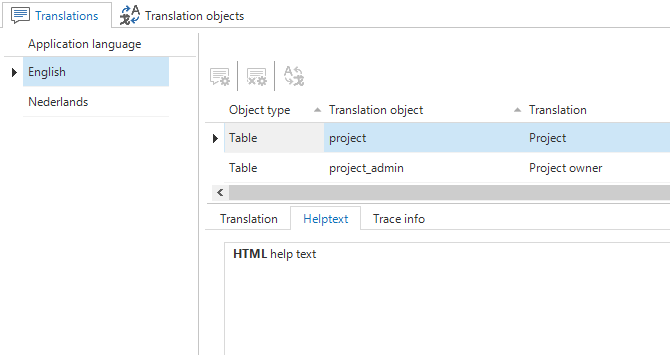 Translations Translation objects
Application language
English
Nederlands
Object type Translation object Translation
Table project Project
Table project_admin Project owner
Translation Helptext Trace info
HTML help text